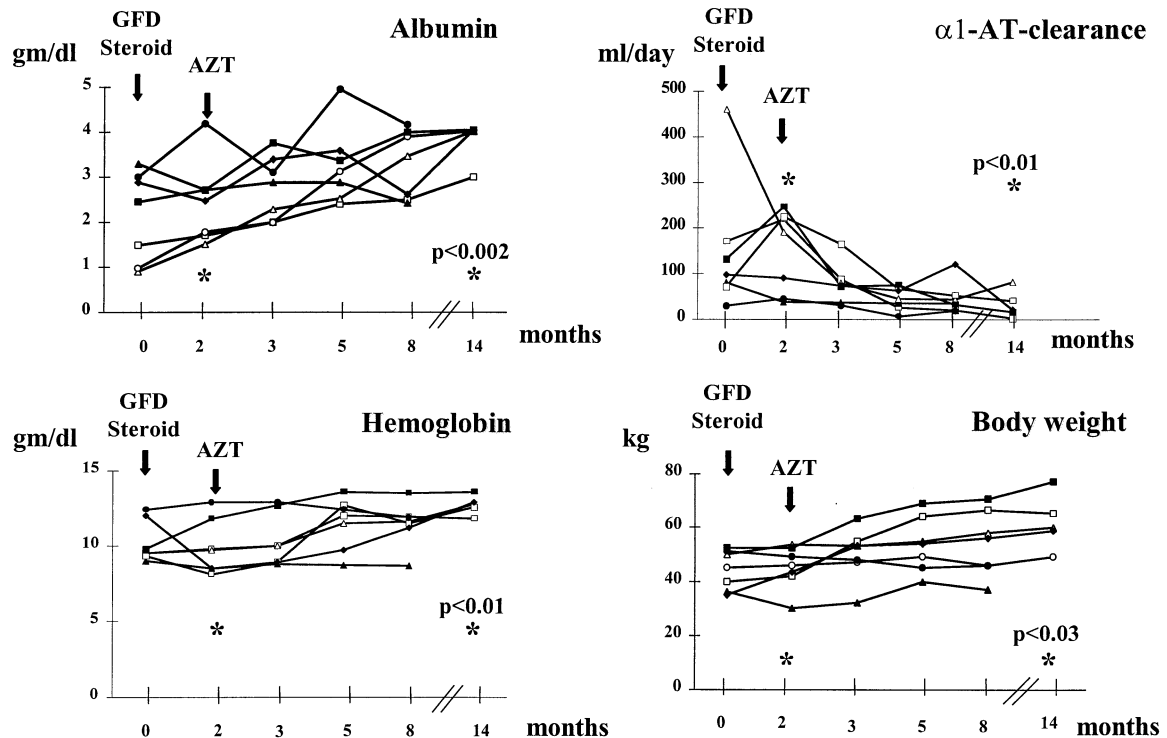 GFD
Steroid
gm/dl
Albumin
AZT
5
4
3
2
1
0
p<0.002
*
*
0 2 3 5 8 14
months
GFD
Steroid
ml/day
α1-AT-clearance
AZT
500
400
300
200
100
0
*
p<0.01
*
0 2 3 5 8 14
months
GFD
Steroid
gm/dl
Hemoglobin
AZT
15
10
5
0
*
p<0.01
*
0 2 3 5 8 14
months
GFD
Steroid
kg
Body weight
AZT
80
60
40
20
0
*
p<0.03
*
0 2 3 5 8 14
months